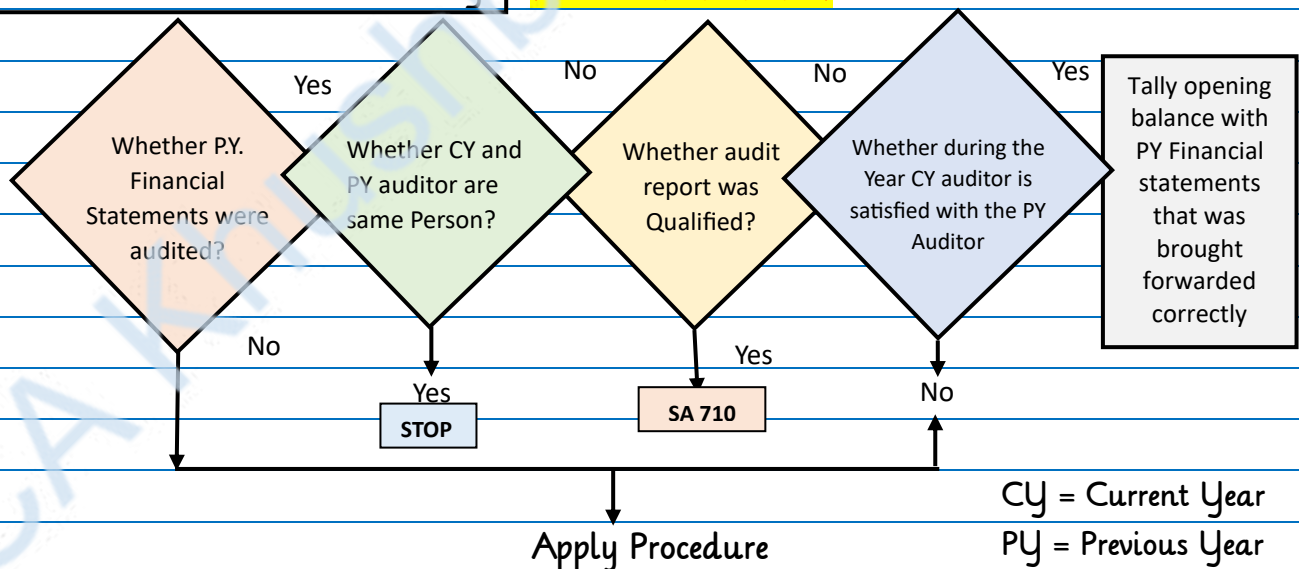 Yes
No
No
Yes
Whether P.Y.
Financial
Statements were
audited?
Whether CY and
PY auditor are
same Person?
Whether audit
report was
Qualified?
Whether during the
Year CY auditor is
satisfied with the PY
Auditor
Tally opening
balance with
PY Financial
statements
that was
brought
forwarded
correctly
No
Yes
STOP
Yes
SA 710
No
Apply Procedure
CY = Current Year
PY = Previous Year